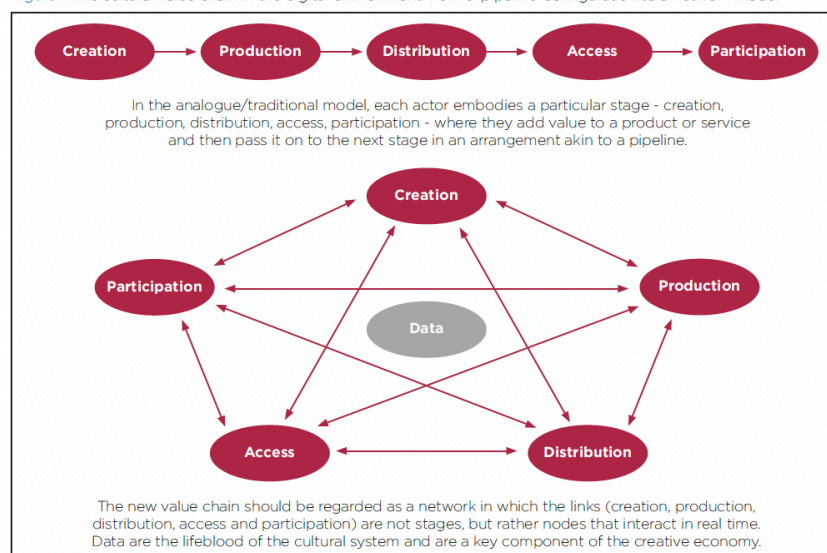 Creation
Production
Distribution
Access
Participation
In the analogue/traditional model, each actor embodies a particular stage - creation,
production, distribution, access, participation - where they add value to a product or service
and then pass it on to the next stage in an arrangement akin to a pipeline.
Creation
Participation
Production
Data
Access
Distribution
The new value chain should be regarded as a network in which the links (creation, production,
distribution, access and participation) are not stages, but rather nodes that interact in real time.
Data are the lifeblood of the cultural system and are a key component of the creative economy.